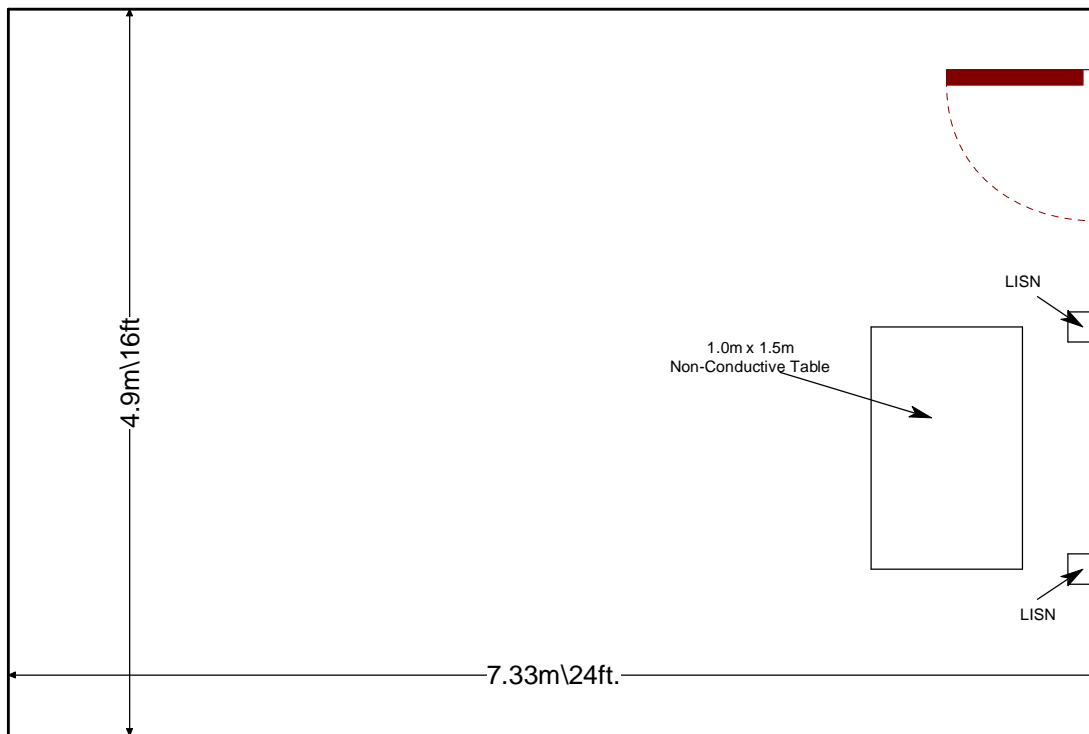 LISN
1.0m x 1.5m
Non-Conductive Table
4.9m\16ft
LISN
7.33m\24ft.